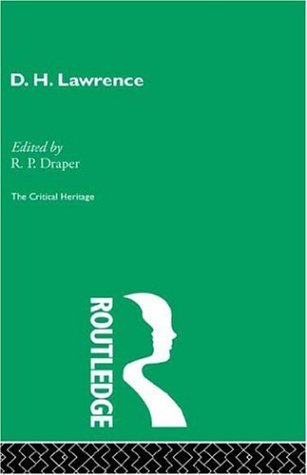 D. H. Lawrence
Edited by
R. P. Draper
The Critical Heritage
ROUTLEDGE